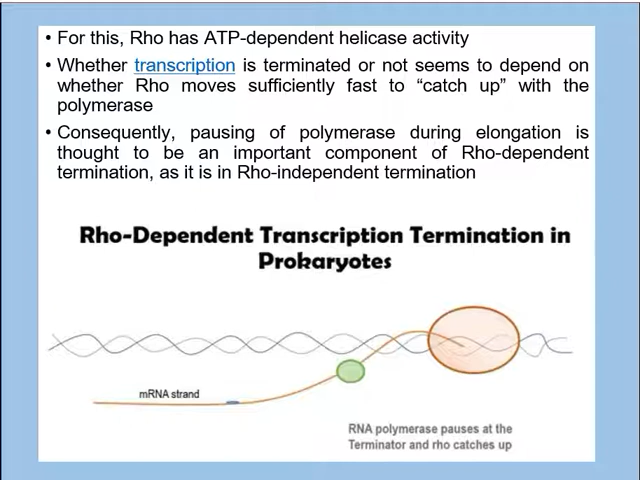 • For this, Rho has ATP-dependent helicase activity
• Whether transcription is terminated or not seems to depend on
whether Rho moves sufficiently fast to “catch up” with the
polymerase
• Consequently, pausing of polymerase during elongation is
thought to be an important component of Rho-dependent
termination, as it is in Rho-independent termination
Rho-Dependent Transcription Termination in
Prokaryotes
mRNA strand
RNA polymerase pauses at the
Terminator and rho catches up